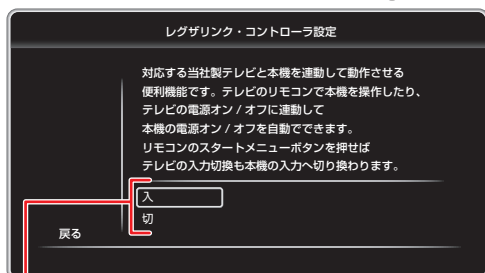 レグザリンク・コントローラ設定
対応する当社製テレビと本機を連動して動作させる
便利機能です。テレビのリモコンで本機を操作したり、
テレビの電源オン / オフに連動して
本機の電源オン / オフを自動でできます。
リモコンのスタートメニューボタンを押せば
テレビの入力切換も本機の入力へ切り換わります。
入
切
戻る